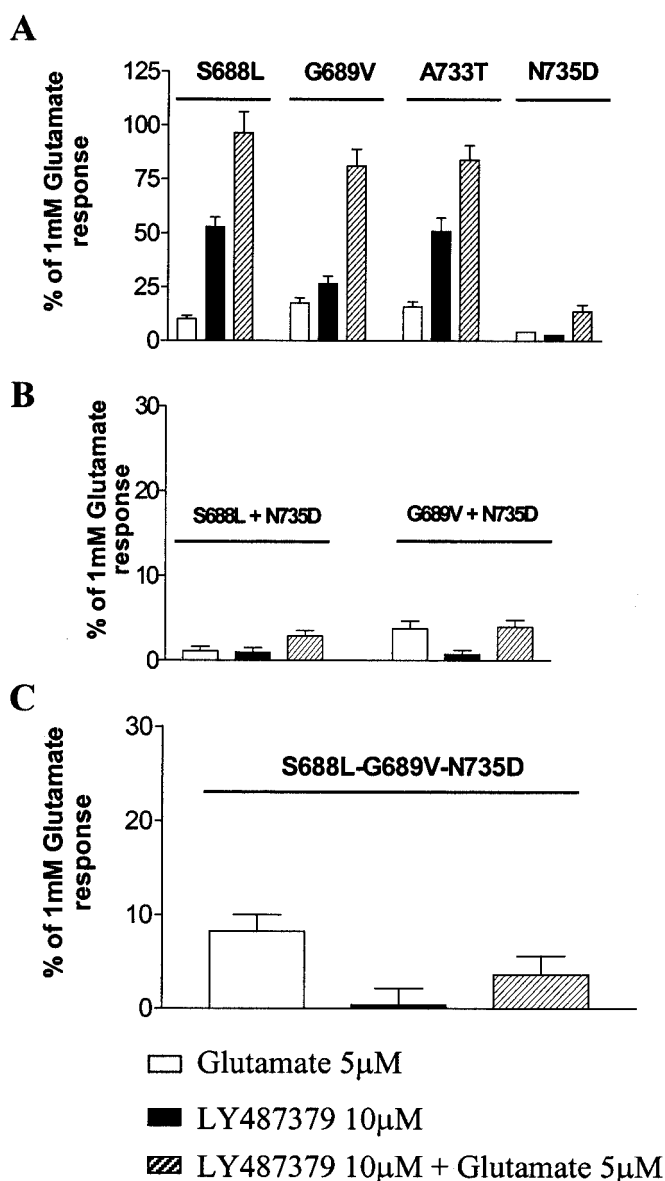 A
S688L G689V A733T N735D
% of 1mM Glutamate
response
125
100
75
50
25
0
B
S688L + N735D G689V + N735D
% of 1mM Glutamate
response
30
20
10
0
C
S688L-G689V-N735D
% of 1mM Glutamate
response
30
20
10
0
Glutamate 5μM
LY487379 10μM
LY487379 10μM + Glutamate 5μM